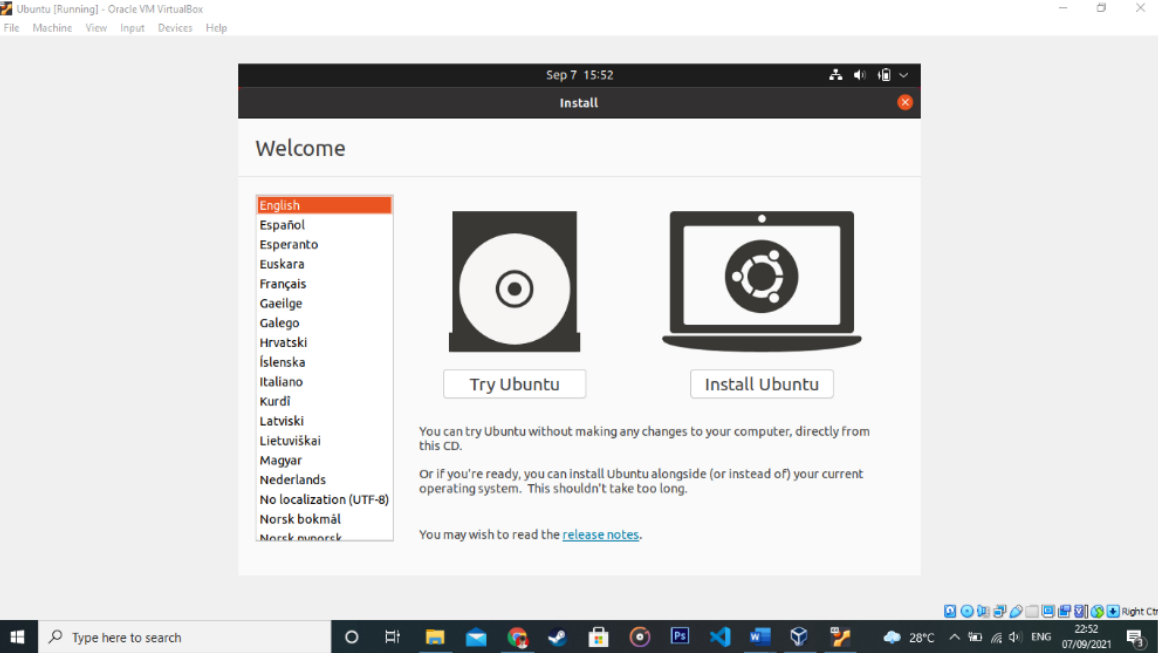 Ubuntu [Running] - Oracle VM VirtualBox
File Machine View Input Devices Help
Sep 7 15:52
Install
Welcome
English
Español
Esperanto
Euskara
Français
Gaeilge
Galego
Hrvatski
Íslenska
Italiano
Kurdî
Latviski
Lietuviškai
Magyar
Nederlands
No localization (UTF-8)
Norsk bokmål
Norsk nynorsk
Try Ubuntu
Install Ubuntu
You can try Ubuntu without making any changes to your computer, directly from
this CD.
Or if you're ready, you can install Ubuntu alongside (or instead of) your current
operating system. This shouldn't take too long.
You may wish to read the release notes.
Right Ctr
Type here to search
Ps
W
28°C
ENG
22:52
07/09/2021
3